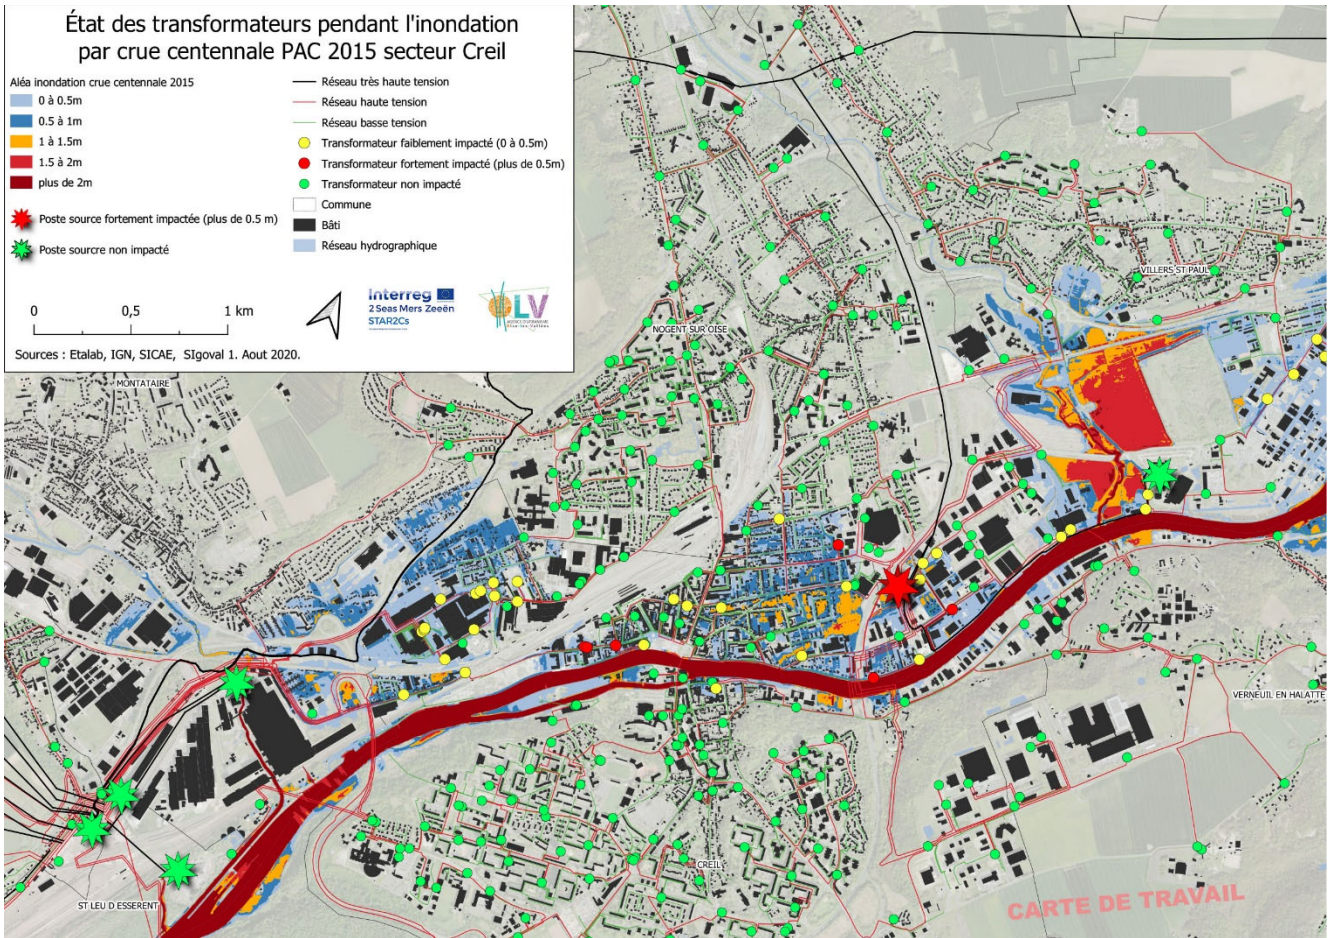 État des transformateurs pendant l'inondation
par crue centennale PAC 2015 secteur Creil
Aléa inondation crue centennale 2015
0 à 0.5m
0.5 à 1m
1 à 1.5m
1.5 à 2m
plus de 2m
Poste source fortement impactée (plus de 0.5 m)
Poste sourcre non impacté
Réseau très haute tension
Réseau haute tension
Réseau basse tension
Transformateur faiblement impacté (0 à 0.5m)
Transformateur fortement impacté (plus de 0.5m)
Transformateur non impacté
Commune
Bâti
Réseau hydrographique
0 0,5 1 km
Interreg
2 Seas Mers Zeeën
STAR2Cs
OLV
Sources : Etalab, IGN, SICAE, SIgoval 1. Aout 2020.
MONTATAIRE
NOGENT SUR OISE
VILLERS ST PAUL
VERNEUIL EN HALATTE
CREIL
ST LEU D ESSERENT
CARTE DE TRAVAIL